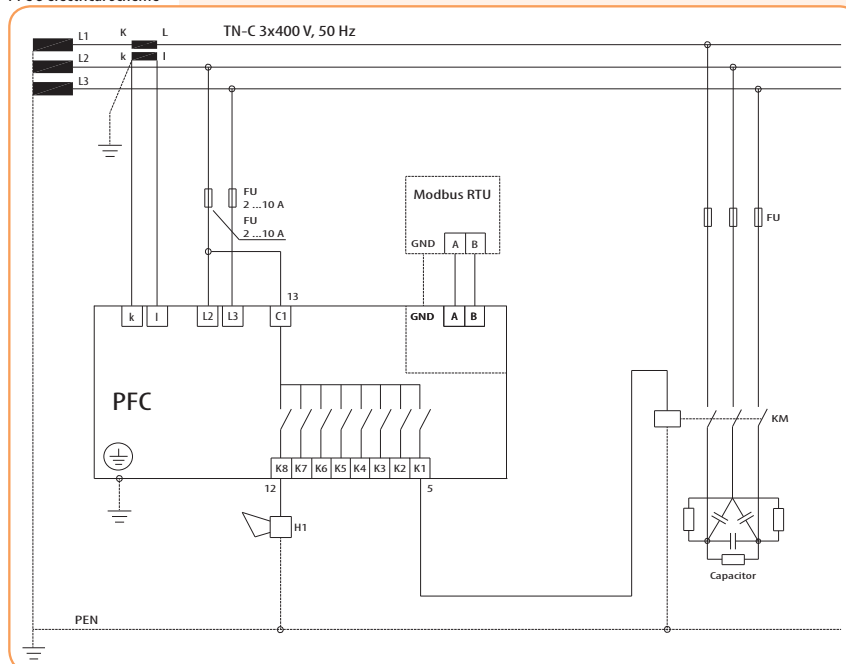 TN-C 3x400 V, 50 Hz
L1
K
L
L2
k
l
L3
FU
2 ...10 A
FU
2 ...10 A
Modbus RTU
GND
A
B
FU
13
k
l
L2
L3
C1
GND
A
B
PFC
KM
K8
K7
K6
K5
K4
K3
K2
K1
12
5
H1
Capacitor
PEN